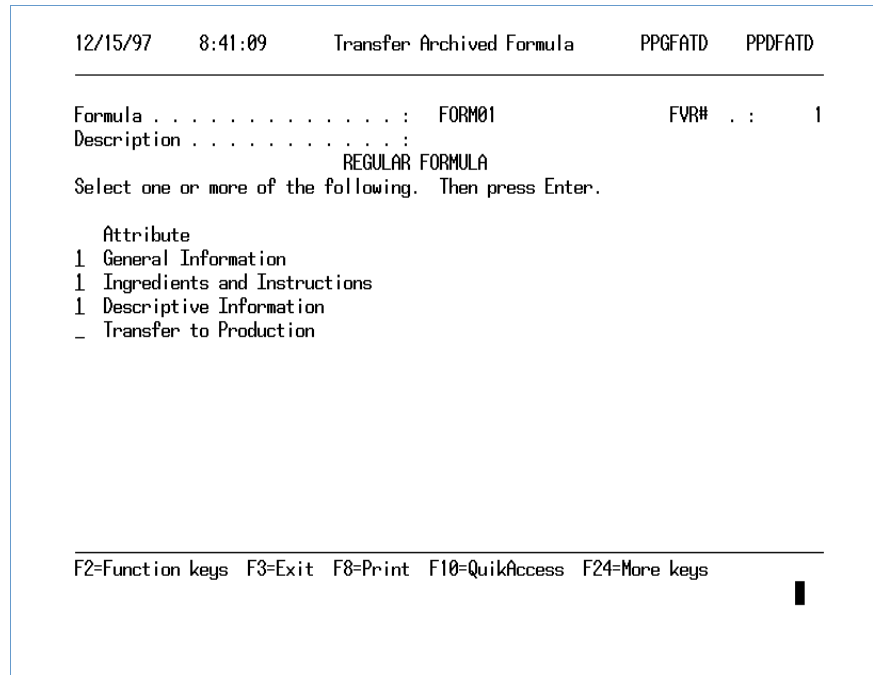 12/15/97 8:41:09 Transfer Archived Formula PPGFATD PPDFATD
Formula . . . . . . . . . . . . . : FORM01 FVR# . : 1
Description . . . . . . . . . . . :
REGULAR FORMULA
Select one or more of the following. Then press Enter.
Attribute
1 General Information
1 Ingredients and Instructions
1 Descriptive Information
_ Transfer to Production
F2=Function keys F3=Exit F8=Print F10=QuikAccess F24=More keys